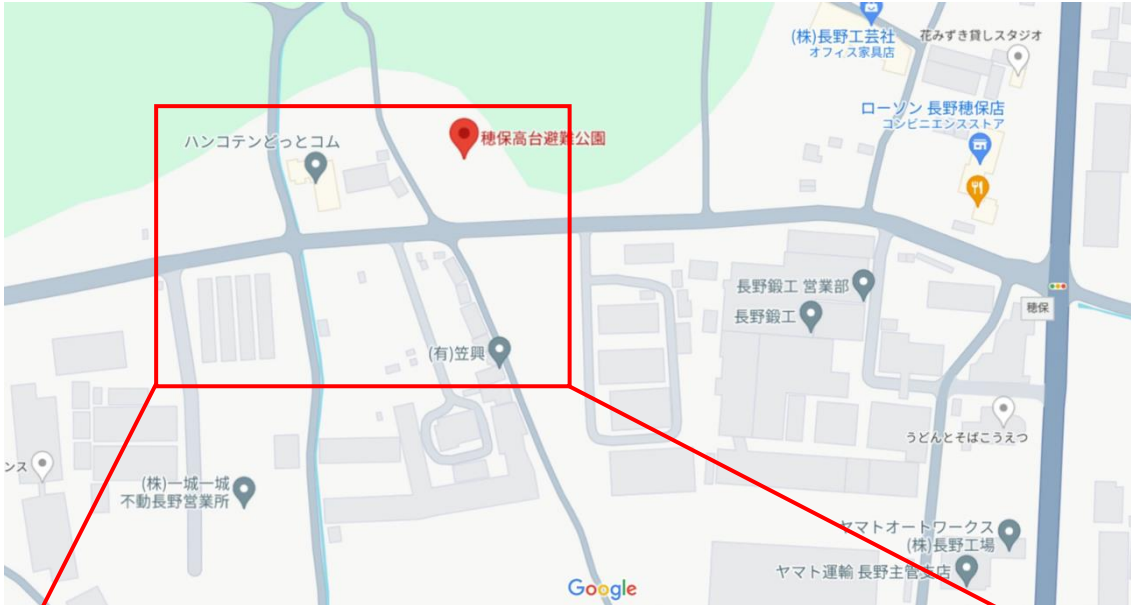 (株)長野工芸社
オフィス家具店
花みずき貸しスタジオ
ローソン 長野穂保店
コンビニエンスストア
ハンコテンどっとコム
穂保高台避難公園
長野鍛工 営業部
長野鍛工
穂保
(有)笠興
うどんとそばこうえつ
ンス
(株)一城一城
不動長野営業所
ヤマトオートワークス
(株)長野工場
ヤマト運輸 長野主管支店
Google